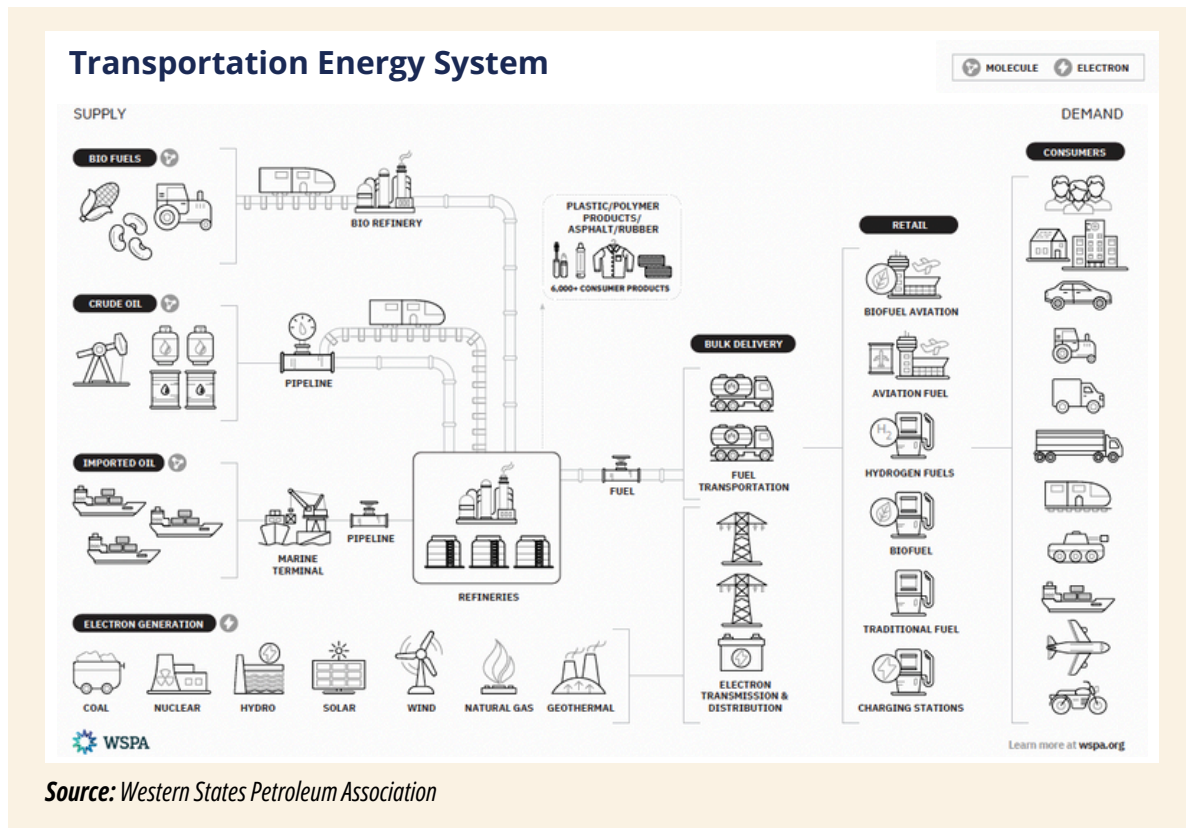 Transportation Energy System
MOLECULE
ELECTRON
SUPPLY
DEMAND
BIO FUELS
BIO REFINERY
PLASTIC/POLYMER
PRODUCTS/
ASPHALT/RUBBER
6,000+ CONSUMER PRODUCTS
CRUDE OIL
PIPELINE
IMPORTED OIL
MARINE
TERMINAL
PIPELINE
REFINERIES
FUEL
ELECTRON GENERATION
COAL
NUCLEAR
HYDRO
SOLAR
WIND
NATURAL GAS
GEOTHERMAL
BULK DELIVERY
FUEL
TRANSPORTATION
ELECTRON
TRANSMISSION &
DISTRIBUTION
RETAIL
BIOFUEL AVIATION
AVIATION FUEL
H2
HYDROGEN FUELS
BIOFUEL
TRADITIONAL FUEL
CHARGING STATIONS
CONSUMERS
WSPA
Learn more at wspa.org
Source: Western States Petroleum Association